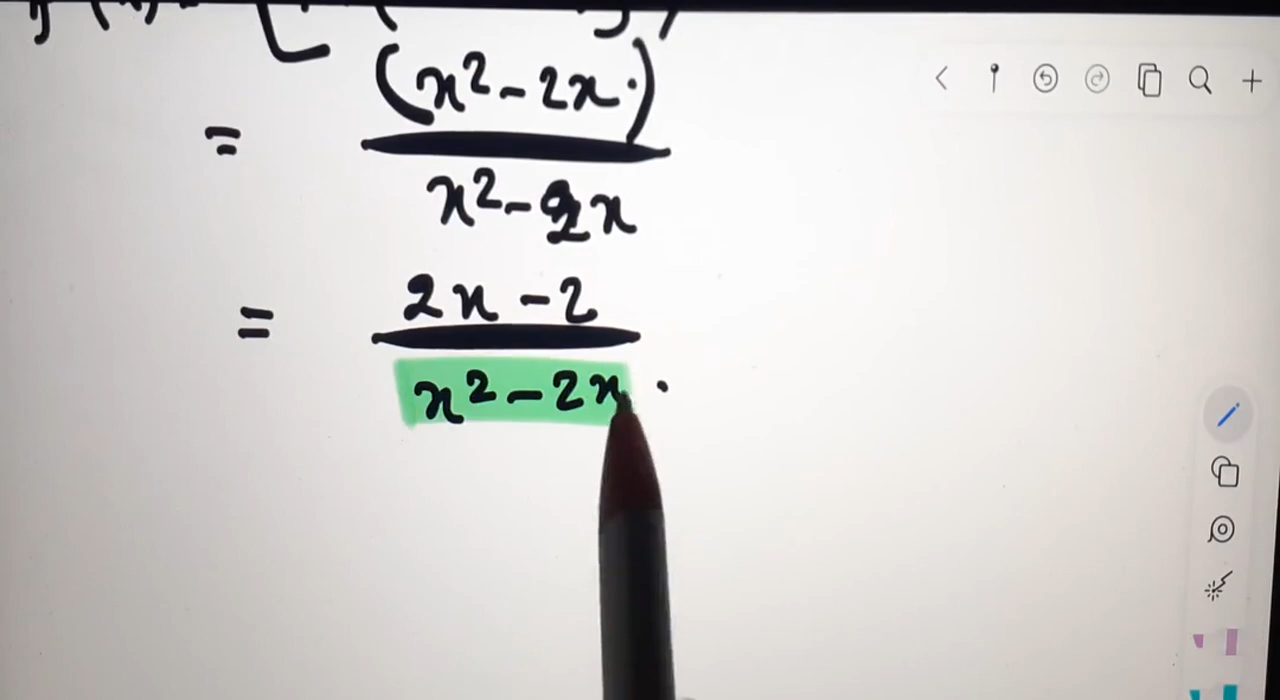 (x² - 2x)
=
x² - 2x
2x - 2
=
x² - 2x .